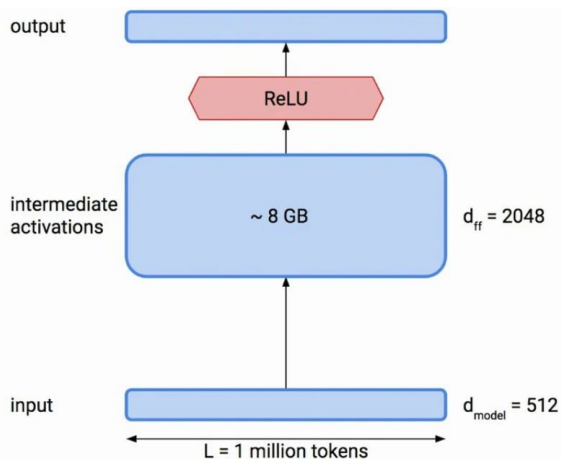 output
ReLU
intermediate
activations
~ 8 GB
d_ff = 2048
input
d_model = 512
L = 1 million tokens